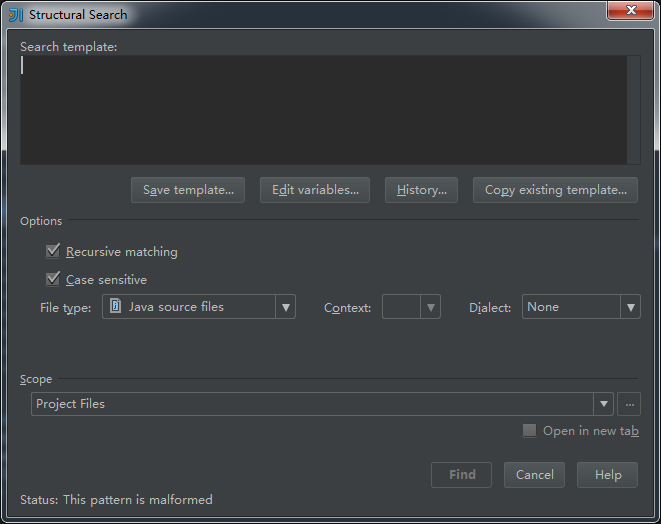 JI Structural Search
Search template:
Save template... Edit variables... History... Copy existing template...
Options
Recursive matching
Case sensitive
File type: Java source files Context: Dialect: None
Scope
Project Files ...
Open in new tab
Find Cancel Help
Status: This pattern is malformed